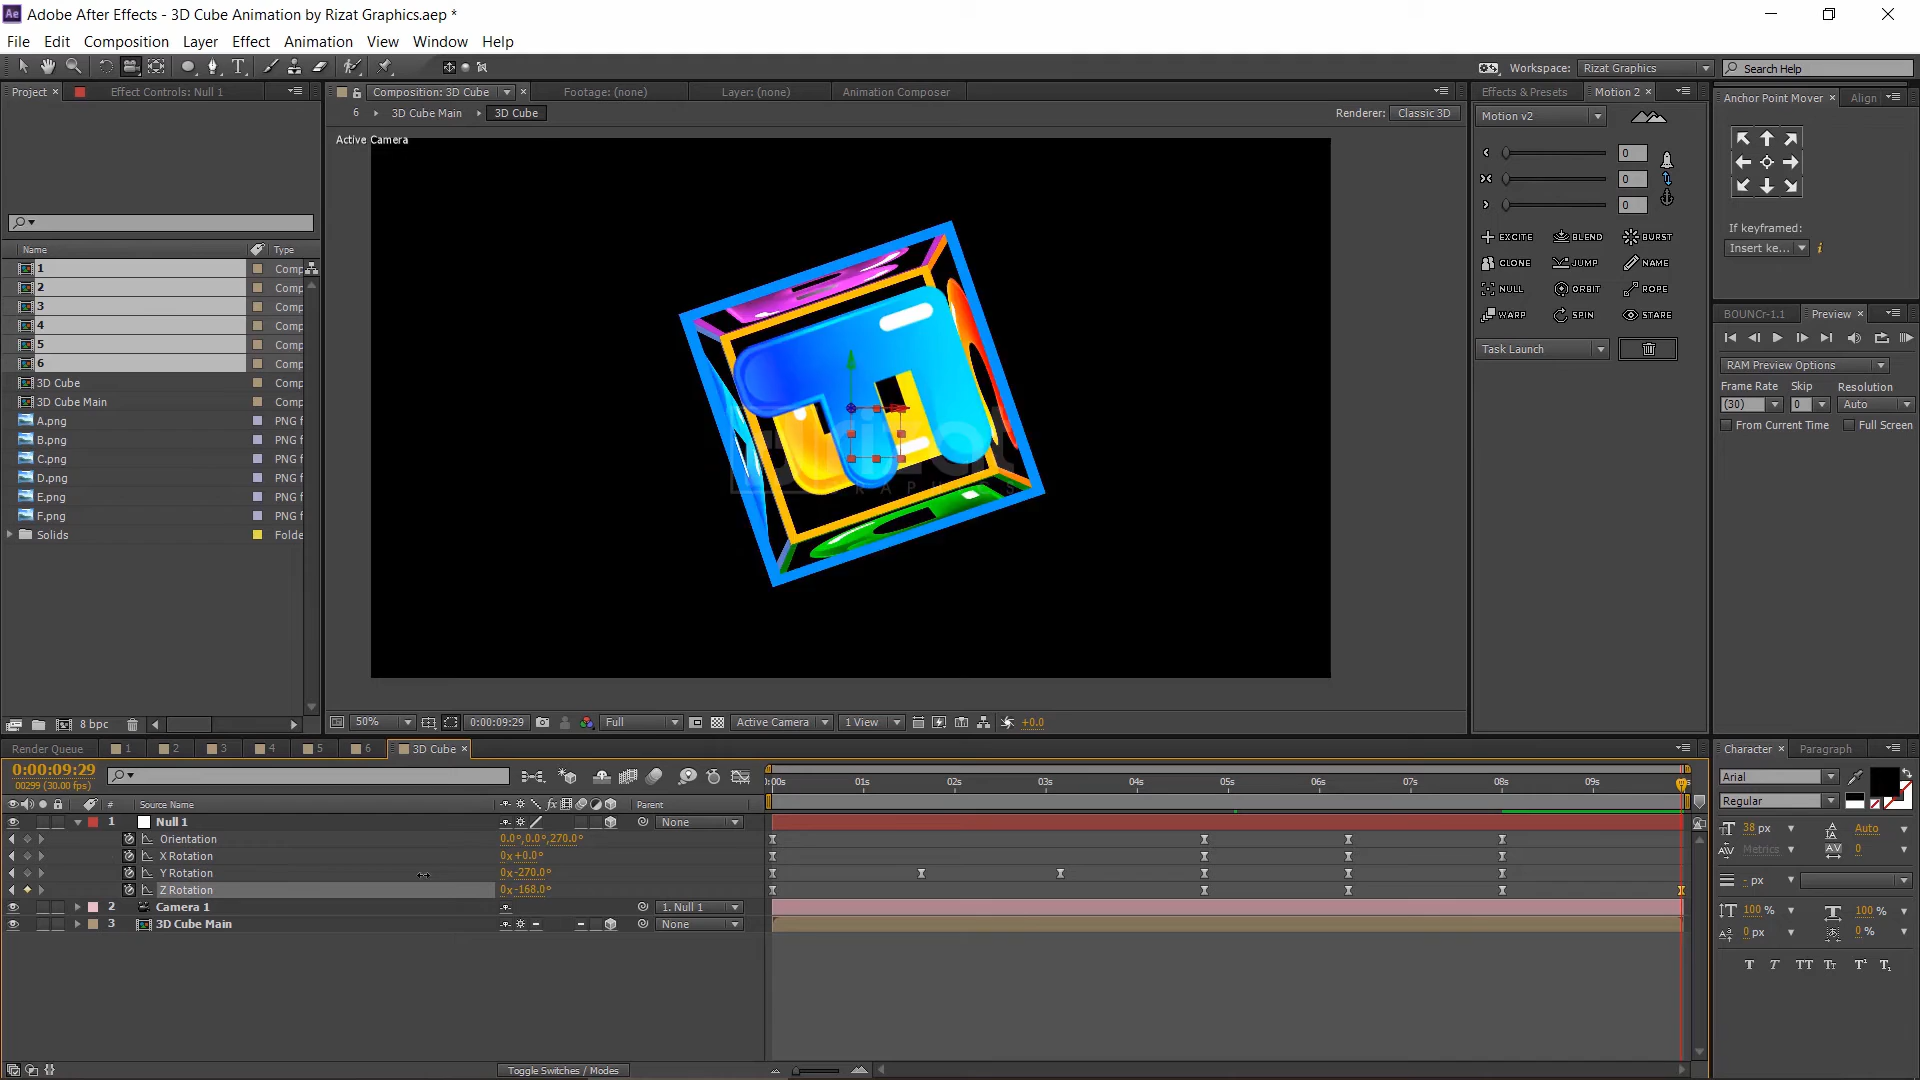 Ae Adobe After Effects - 3D Cube Animation by Rizat Graphics.aep *
File Edit Composition Layer Effect Animation View Window Help
T Workspace: Rizat Graphics Search Help
Project Effect Controls: Null 1 Composition: 3D Cube Footage: (none) Layer: (none) Animation Composer Effects & Presets Motion 2 Anchor Point Mover Align
6 3D Cube Main 3D Cube Renderer: Classic 3D Motion v2
Active Camera
0
0
0
If keyframed:
EXCITE BLEND BURST Insert ke...
CLONE JUMP NAME
NULL ORBIT ROPE
WARP SPIN STARE BOUNCr-1.1 Preview
Task Launch
RAM Preview Options
Frame Rate Skip Resolution
(30) 0 Auto
From Current Time Full Screen
Name Type
1 Comp
2 Comp
3 Comp
4 Comp
5 Comp
6 Comp
3D Cube Comp
3D Cube Main Comp
A.png PNG f
B.png PNG f
C.png PNG f
D.png PNG f
E.png PNG f
F.png PNG f
Solids Folde
rizat
GRAPHICS
8 bpc 50% 0:00:09:29 Full Active Camera 1 View +0.0
Render Queue 1 2 3 4 5 6 3D Cube Character Paragraph
0:00:09:29
00299 (30.00 fps)
:00s 01s 02s 03s 04s 05s 06s 07s 08s 09s
# Source Name fx Parent
1 Null 1 None
Orientation 0.0°,0.0°,270.0°
X Rotation 0x+0.0°
Y Rotation 0x-270.0°
Z Rotation 0x-168.0°
2 Camera 1 1. Null 1
3 3D Cube Main None
Toggle Switches / Modes
Arial
Regular
38 px Auto
Metrics 0
- px
100 % 100 %
0 px 0 %
T T TT Tr T¹ T₁